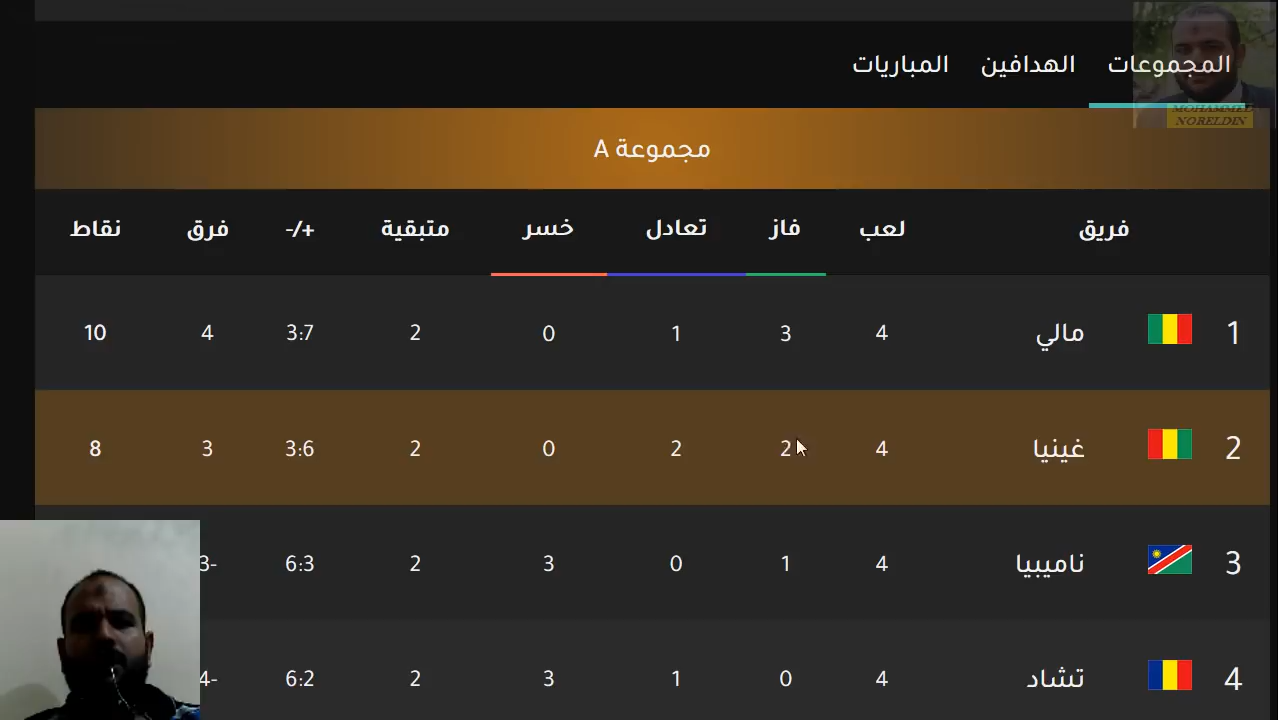 المجموعات الهدافين المباريات
MOHAMMED
NORELDIN
مجموعة A
فريق لعب فاز تعادل خسر متبقية +/- فرق نقاط
1 مالي 4 3 1 0 2 3:7 4 10
2 غينيا 4 2 2 0 2 3:6 3 8
3 ناميبيا 4 1 0 3 2 6:3 3-
4 تشاد 4 0 1 3 2 6:2 4-